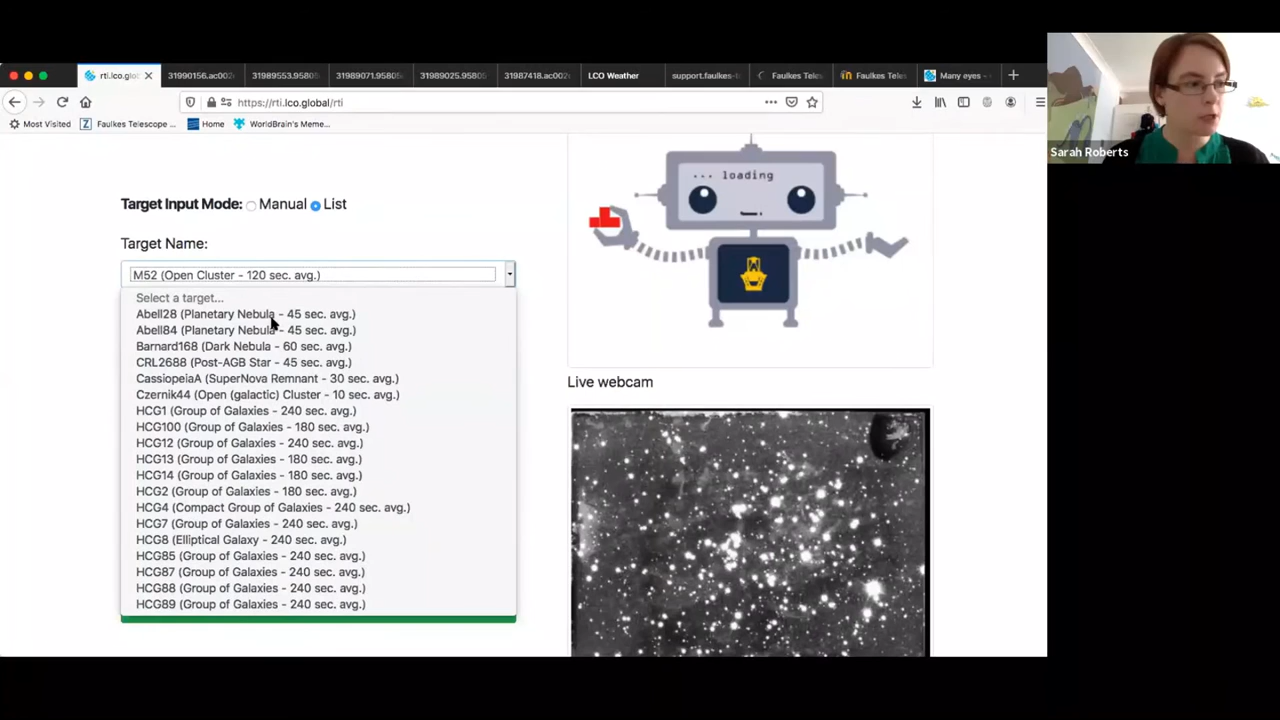 rti.lco.glob
31990156.ac002
31989553.95805
31989071.95805
31989025.95805
31987418.ac002
LCO Weather
support.faulkes-t
Faulkes Teles
Faulkes Teles
Many eyes -
https://rti.lco.global/rti
Most Visited
Faulkes Telescope ...
Home
WorldBrain's Meme...
... loading
Target Input Mode: Manual List
Target Name:
M52 (Open Cluster - 120 sec. avg.)
Select a target...
Abell28 (Planetary Nebula - 45 sec. avg.)
Abell84 (Planetary Nebula - 45 sec. avg.)
Barnard168 (Dark Nebula - 60 sec. avg.)
CRL2688 (Post-AGB Star - 45 sec. avg.)
CassiopeiaA (SuperNova Remnant - 30 sec. avg.)
Czernik44 (Open (galactic) Cluster - 10 sec. avg.)
HCG1 (Group of Galaxies - 240 sec. avg.)
HCG100 (Group of Galaxies - 180 sec. avg.)
HCG12 (Group of Galaxies - 240 sec. avg.)
HCG13 (Group of Galaxies - 180 sec. avg.)
HCG14 (Group of Galaxies - 180 sec. avg.)
HCG2 (Group of Galaxies - 180 sec. avg.)
HCG4 (Compact Group of Galaxies - 240 sec. avg.)
HCG7 (Group of Galaxies - 240 sec. avg.)
HCG8 (Elliptical Galaxy - 240 sec. avg.)
HCG85 (Group of Galaxies - 240 sec. avg.)
HCG87 (Group of Galaxies - 240 sec. avg.)
HCG88 (Group of Galaxies - 240 sec. avg.)
HCG89 (Group of Galaxies - 240 sec. avg.)
Live webcam
Sarah Roberts